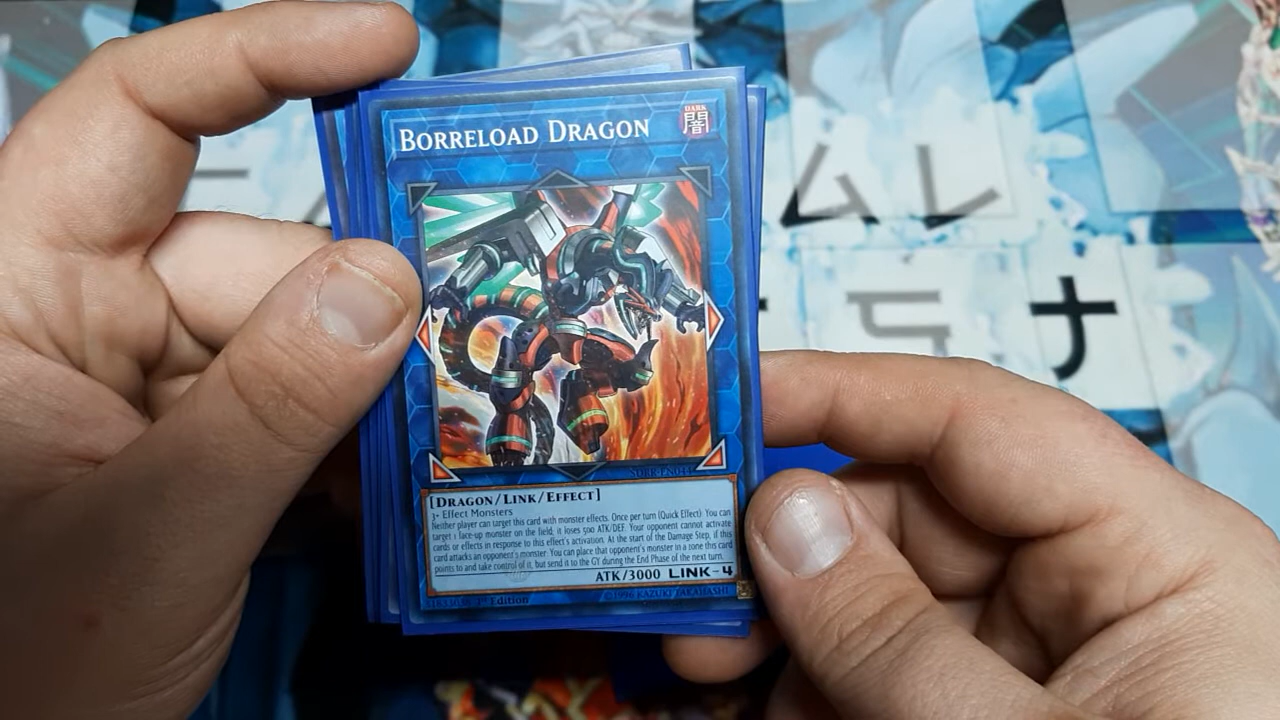 BORRELOAD DRAGON
DARK
闇
SDRR-EN044
[DRAGON/LINK/EFFECT]
3+ Effect Monsters
Neither player can target this card with monster effects. Once per turn (Quick Effect): You can
target 1 face-up monster on the field; it loses 500 ATK/DEF. Your opponent cannot activate
cards or effects in response to this effect's activation. At the start of the Damage Step, if this
card attacks an opponent's monster: You can place that opponent's monster in a zone this card
points to and take control of it, but send it to the GY during the End Phase of the next turn.
ATK/3000 LINK-4
1st Edition
©1996 KAZUKI TAKAHASHI